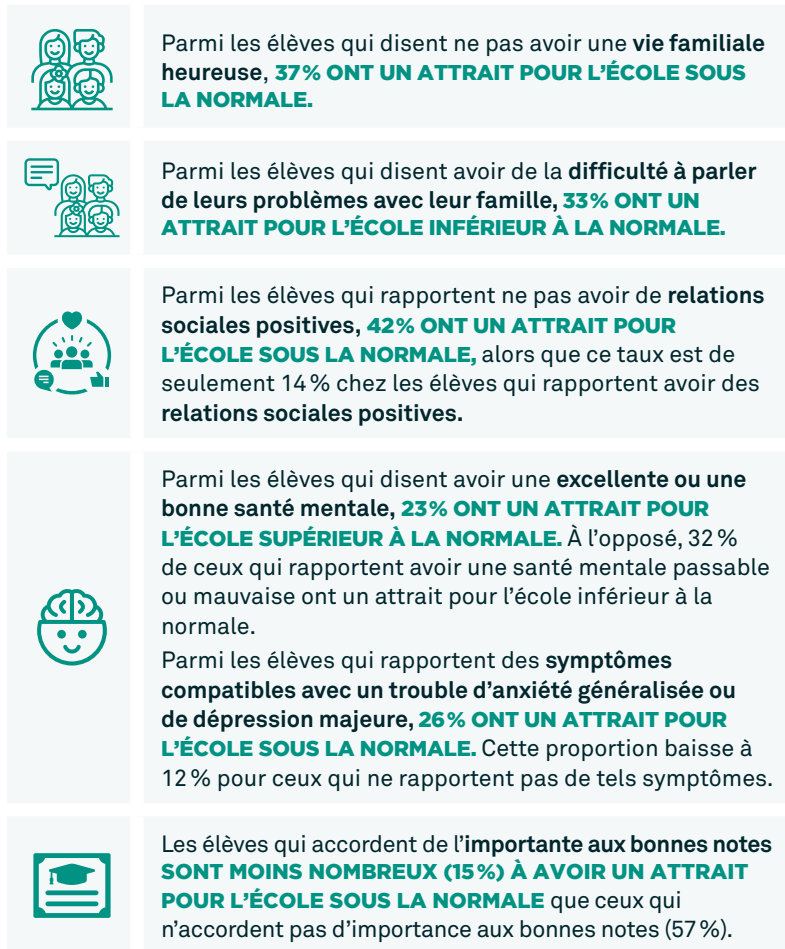 Parmi les élèves qui disent ne pas avoir une vie familiale
heureuse, 37% ONT UN ATTRAIT POUR L'ÉCOLE SOUS
LA NORMALE.
Parmi les élèves qui disent avoir de la difficulté à parler
de leurs problèmes avec leur famille, 33% ONT UN
ATTRAIT POUR L'ÉCOLE INFÉRIEUR À LA NORMALE.
Parmi les élèves qui rapportent ne pas avoir de relations
sociales positives, 42% ONT UN ATTRAIT POUR
L'ÉCOLE SOUS LA NORMALE, alors que ce taux est de
seulement 14 % chez les élèves qui rapportent avoir des
relations sociales positives.
Parmi les élèves qui disent avoir une excellente ou une
bonne santé mentale, 23% ONT UN ATTRAIT POUR
L'ÉCOLE SUPÉRIEUR À LA NORMALE. À l'opposé, 32 %
de ceux qui rapportent avoir une santé mentale passable
ou mauvaise ont un attrait pour l'école inférieur à la
normale.
Parmi les élèves qui rapportent des symptômes
compatibles avec un trouble d'anxiété généralisée ou
de dépression majeure, 26% ONT UN ATTRAIT POUR
L'ÉCOLE SOUS LA NORMALE. Cette proportion baisse à
12 % pour ceux qui ne rapportent pas de tels symptômes.
Les élèves qui accordent de l'importante aux bonnes notes
SONT MOINS NOMBREUX (15%) À AVOIR UN ATTRAIT
POUR L'ÉCOLE SOUS LA NORMALE que ceux qui
n'accordent pas d'importance aux bonnes notes (57 %).